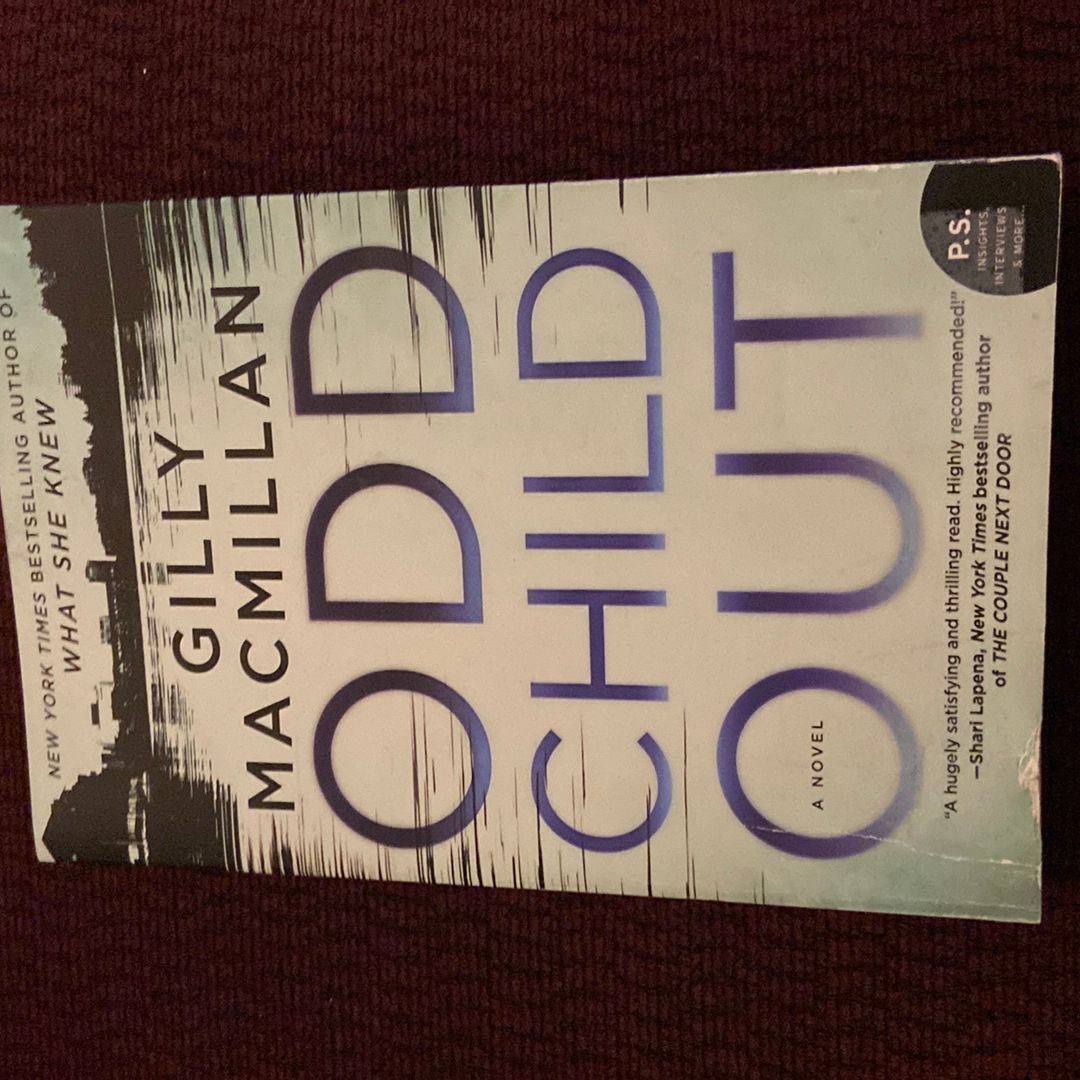 NEW YORK TIMES BESTSELLING AUTHOR OF
WHAT SHE KNEW
GILLY
MACMILLAN
ODD
CHILD
OUT
A NOVEL
"A hugely satisfying and thrilling read. Highly recommended!"
—Shari Lapena, New York Times bestselling author
of THE COUPLE NEXT DOOR
P.S.
INSIGHTS,
INTERVIEWS
& MORE...